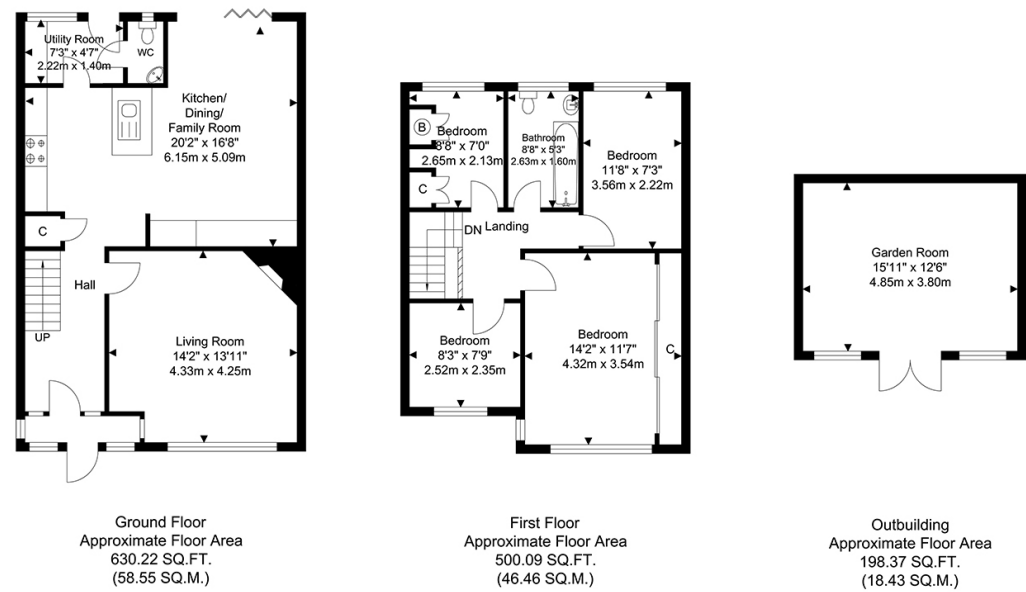 Utility Room
7'3" x 4'7"
2.22m x 1.40m
WC
Kitchen/
Dining/
Family Room
20'2" x 16'8"
6.15m x 5.09m
C
Hall
UP
Living Room
14'2" x 13'11"
4.33m x 4.25m
Ground Floor
Approximate Floor Area
630.22 SQ.FT.
(58.55 SQ.M.)
B
Bedroom
8'8" x 7'0"
2.65m x 2.13m
C
Bathroom
8'8" x 5'3"
2.63m x 1.60m
Bedroom
11'8" x 7'3"
3.56m x 2.22m
DN
Landing
Bedroom
8'3" x 7'9"
2.52m x 2.35m
Bedroom
14'2" x 11'7"
4.32m x 3.54m
C
First Floor
Approximate Floor Area
500.09 SQ.FT.
(46.46 SQ.M.)
Garden Room
15'11" x 12'6"
4.85m x 3.80m
Outbuilding
Approximate Floor Area
198.37 SQ.FT.
(18.43 SQ.M.)